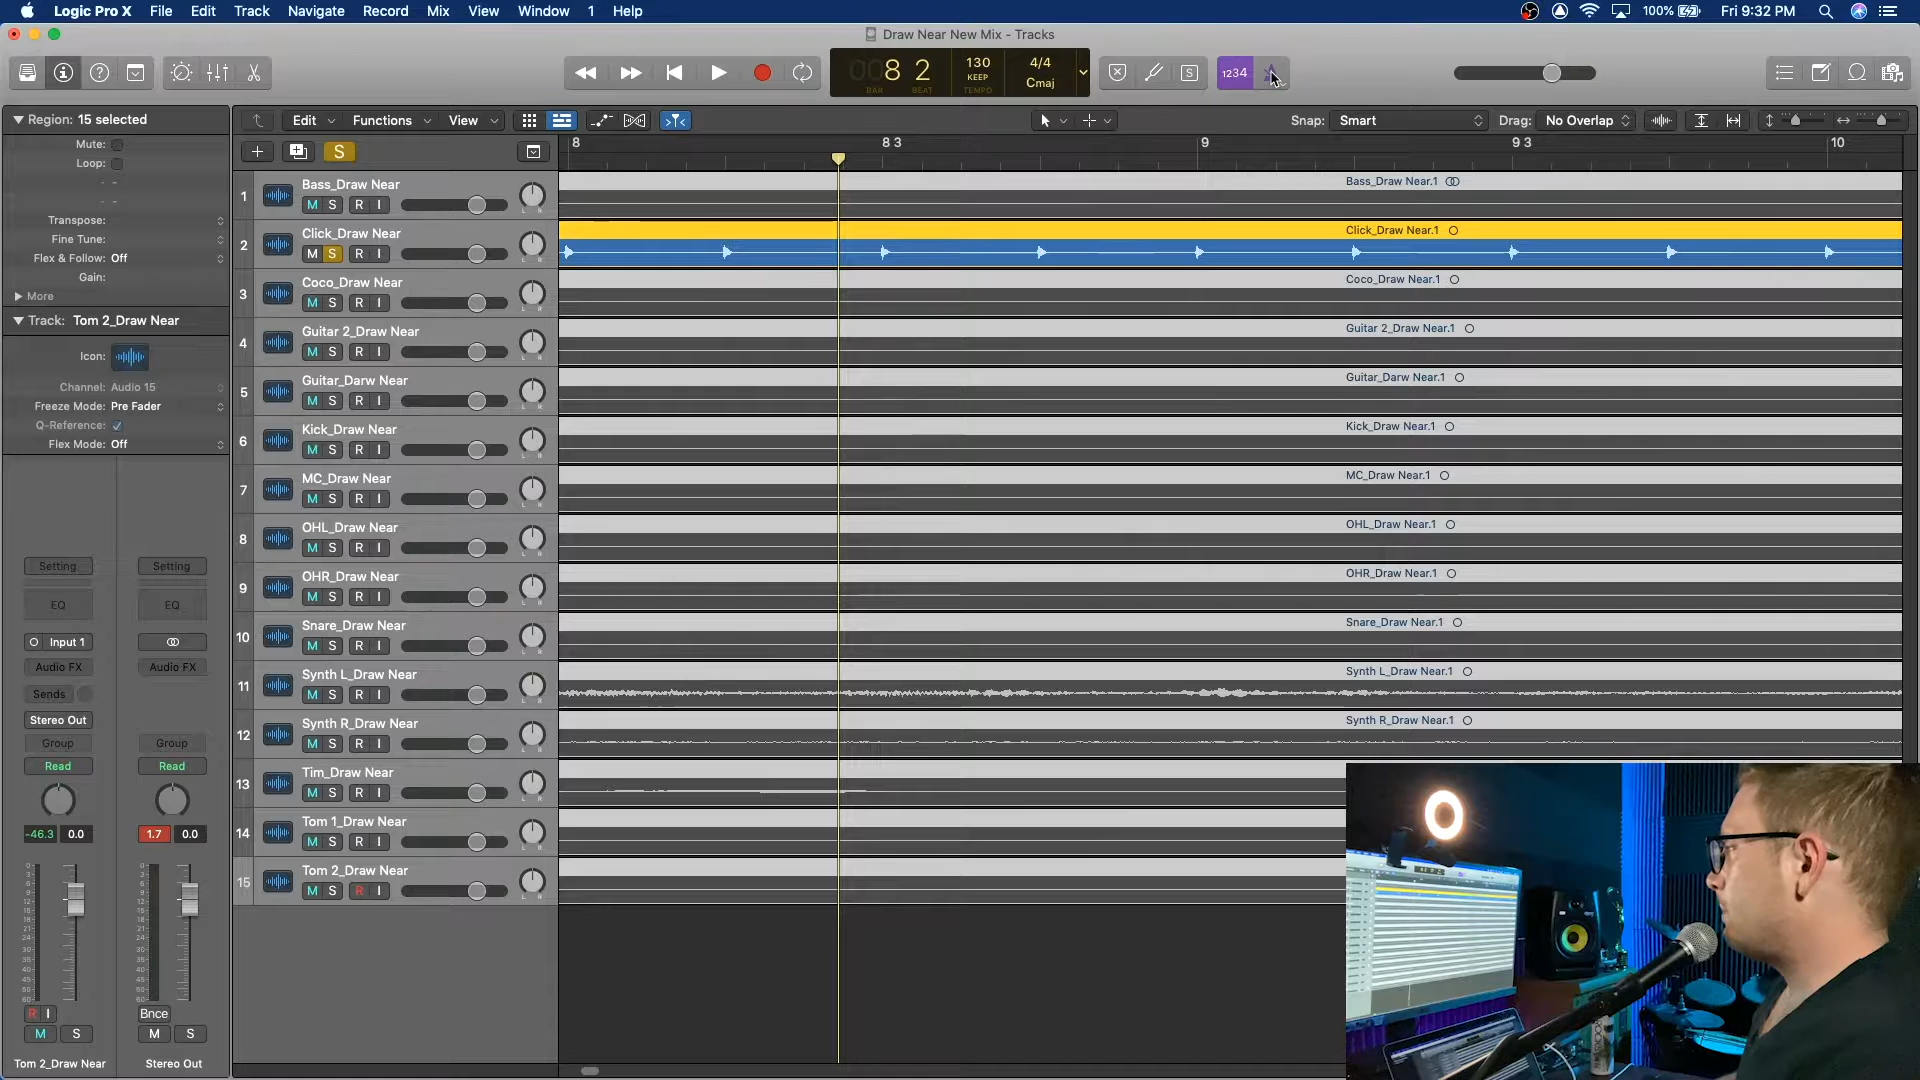 Logic Pro X File Edit Track Navigate Record Mix View Window 1 Help 100% Fri 9:32 PM
Draw Near New Mix - Tracks
8 2 130 4/4
KEEP
BAR BEAT TEMPO Cmaj
S 1234
Region: 15 selected
Edit Functions View Snap: Smart Drag: No Overlap
Mute:
Loop:
S
8 8 3 9 9 3 10
Transpose:
Fine Tune:
Flex & Follow: Off
Gain:
More
Track: Tom 2_Draw Near
Icon:
Channel: Audio 15
Freeze Mode: Pre Fader
Q-Reference:
Flex Mode: Off
1 Bass_Draw Near M S R I L R Bass_Draw Near.1
2 Click_Draw Near M S R I L R Click_Draw Near.1
3 Coco_Draw Near M S R I L R Coco_Draw Near.1
4 Guitar 2_Draw Near M S R I L R Guitar 2_Draw Near.1
5 Guitar_Darw Near M S R I L R Guitar_Darw Near.1
6 Kick_Draw Near M S R I L R Kick_Draw Near.1
7 MC_Draw Near M S R I L R MC_Draw Near.1
8 OHL_Draw Near M S R I L R OHL_Draw Near.1
9 OHR_Draw Near M S R I L R OHR_Draw Near.1
10 Snare_Draw Near M S R I L R Snare_Draw Near.1
11 Synth L_Draw Near M S R I L R Synth L_Draw Near.1
12 Synth R_Draw Near M S R I L R Synth R_Draw Near.1
13 Tim_Draw Near M S R I L R
14 Tom 1_Draw Near M S R I L R
15 Tom 2_Draw Near M S R I L R
Setting Setting
EQ EQ
Input 1
Audio FX Audio FX
Sends
Stereo Out
Group Group
Read Read
-46.3 0.0 1.7 0.0
R I Bnce
M S M S
Tom 2_Draw Near Stereo Out